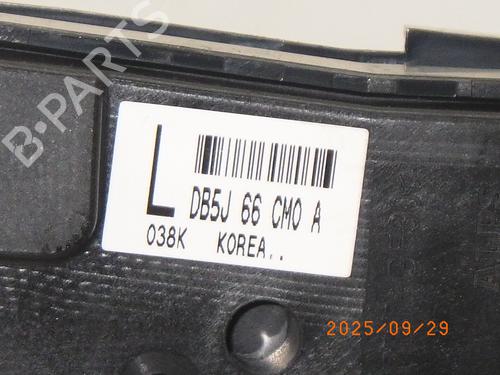 B-PARTS
L
DB5J 66 CM0 A
038K KOREA..
2025/09/29